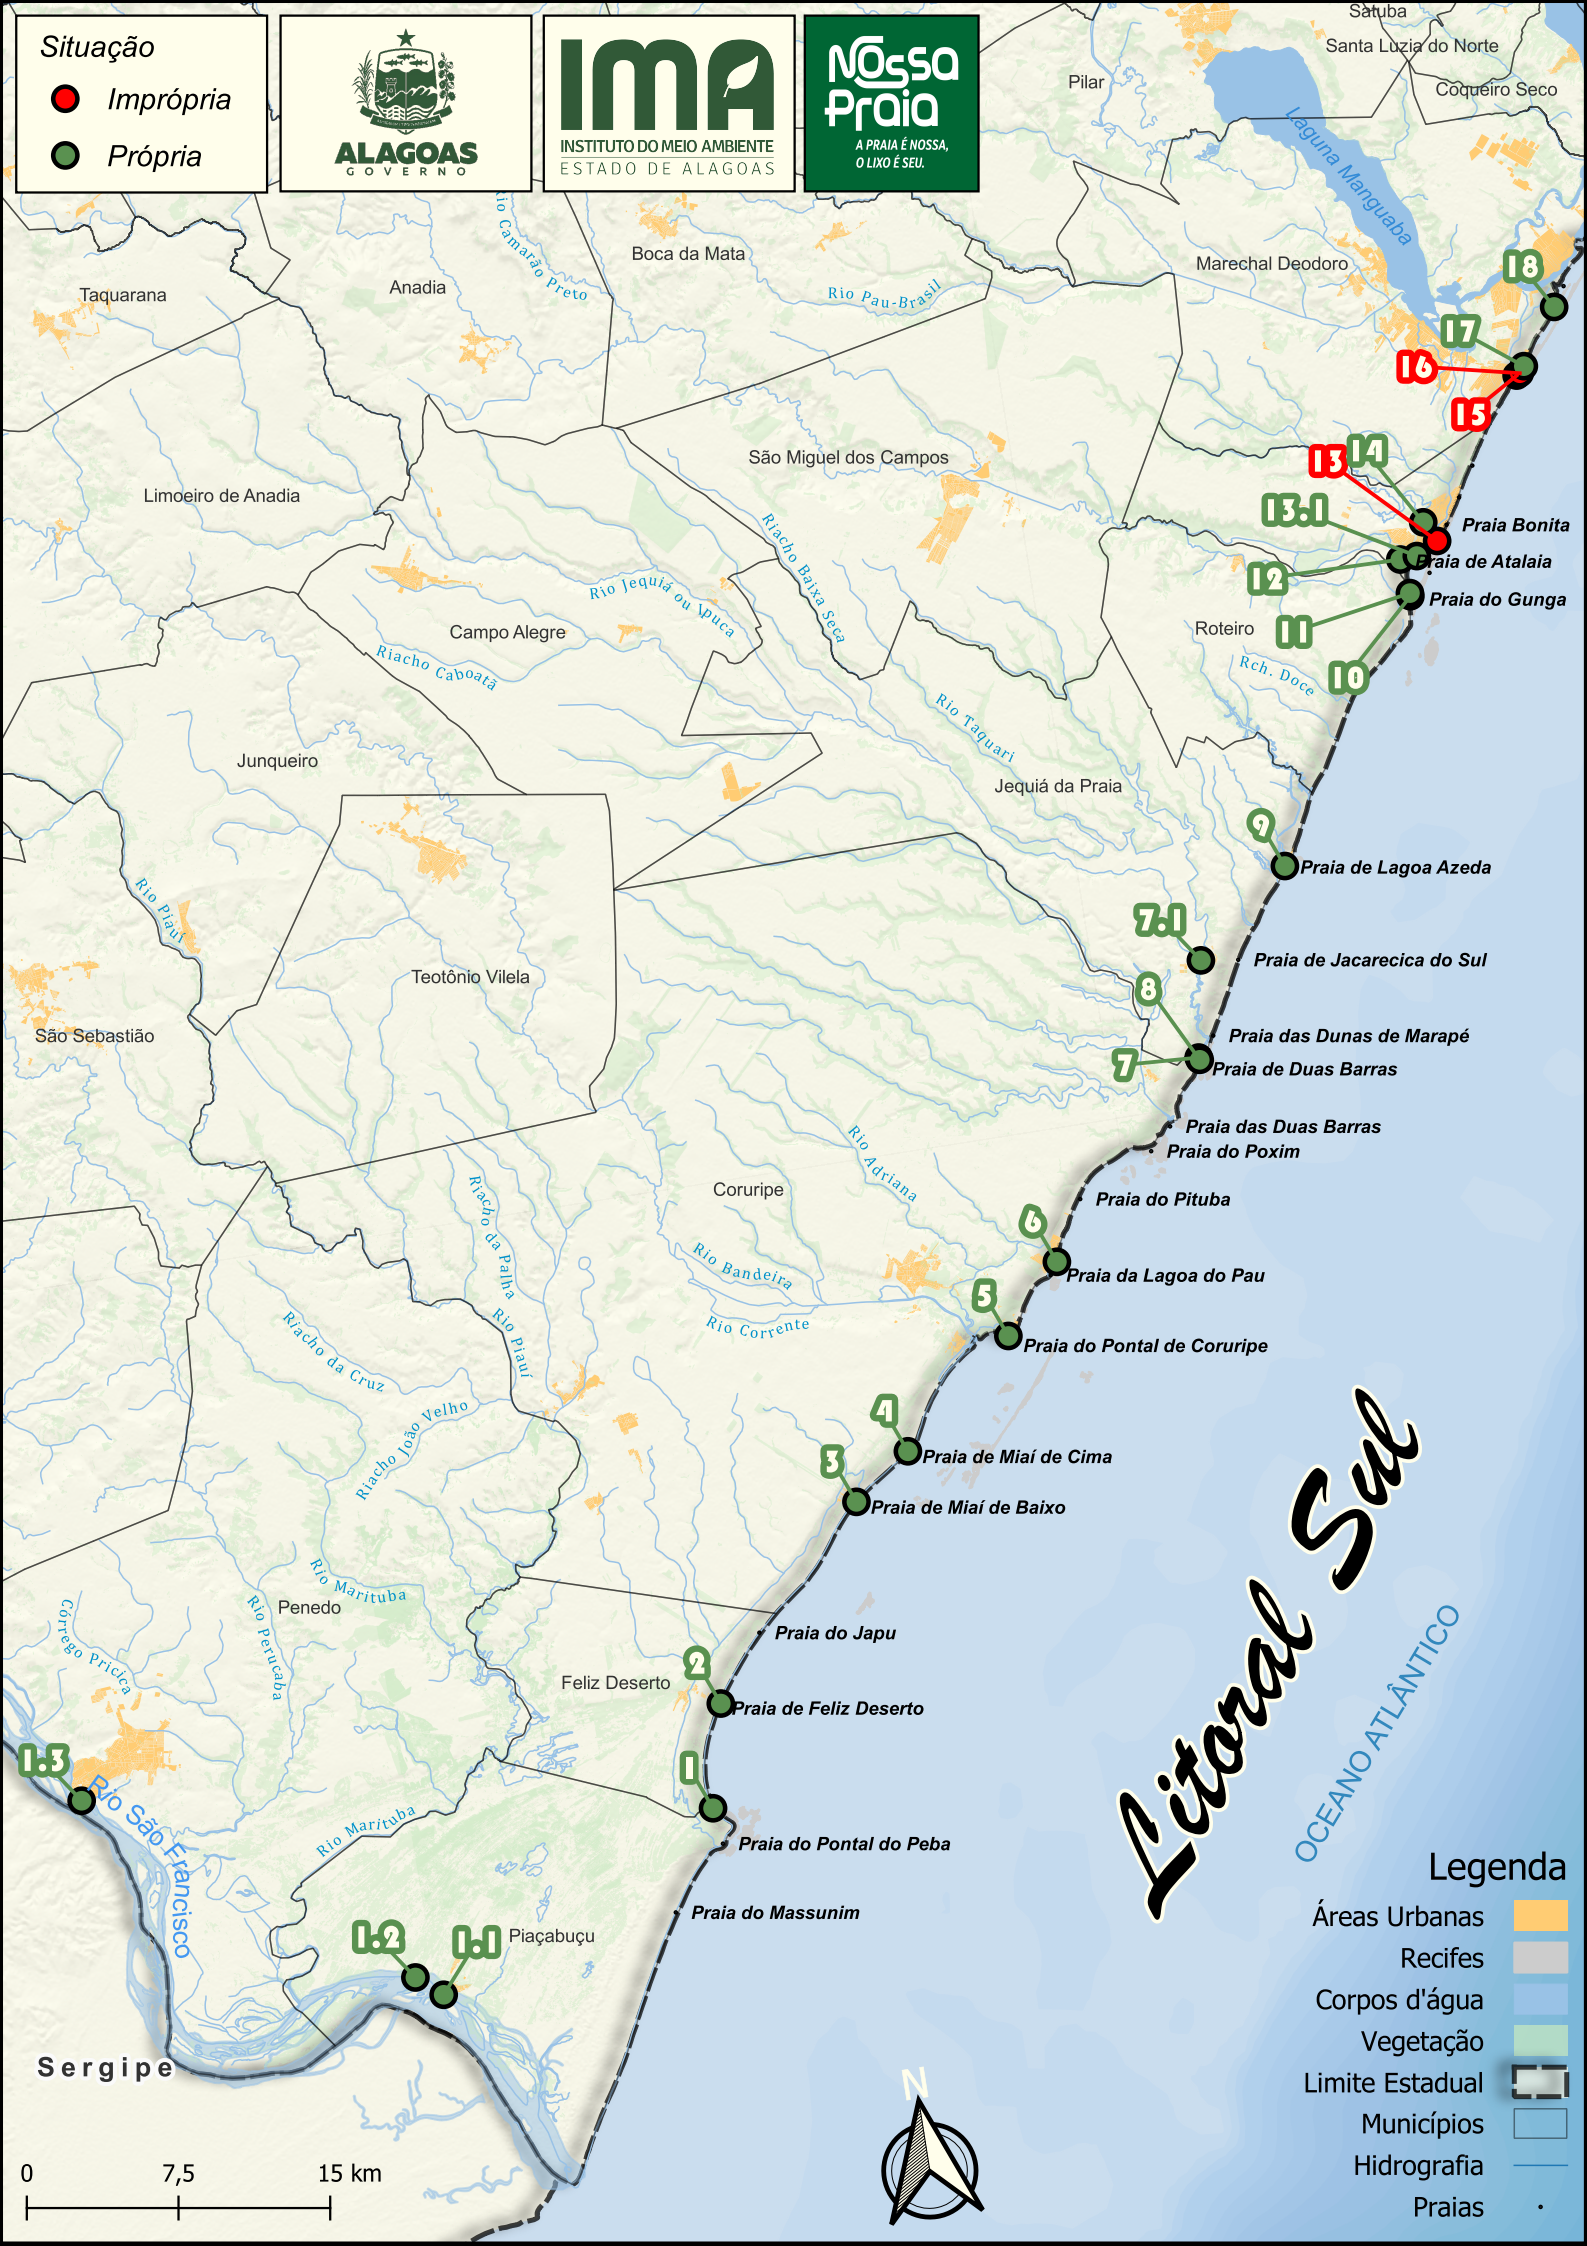 Situação
Imprópria
Própria
ALAGOAS
GOVERNO
IMA
INSTITUTO DO MEIO AMBIENTE
ESTADO DE ALAGOAS
Nossa
Praia
A PRAIA É NOSSA,
O LIXO É SEU.
Satuba
Santa Luzia do Norte
Pilar
Coqueiro Seco
Laguna Manguaba
Rio Camarão Preto
Boca da Mata
Marechal Deodoro
Taquarana
Anadia
Rio Pau-Brasil
18
17
16
15
São Miguel dos Campos
14
13
Limoeiro de Anadia
13.1
Praia Bonita
Riacho Baixa Seca
Praia de Atalaia
12
Rio Jequiá ou Ipuca
Praia do Gunga
Campo Alegre
Roteiro
11
Riacho Caboatã
Rch. Doce
10
Rio Taquari
Junqueiro
Jequiá da Praia
9
Praia de Lagoa Azeda
Rio Piauí
7.1
Praia de Jacarecica do Sul
Teotônio Vilela
8
São Sebastião
Praia das Dunas de Marapé
7
Praia de Duas Barras
Praia das Duas Barras
Praia do Poxim
Rio Adriana
Coruripe
Praia do Pituba
Riacho da Palha
6
Rio Bandeira
Praia da Lagoa do Pau
5
Rio Corrente
Rio Piauí
Riacho da Cruz
Praia do Pontal de Coruripe
4
Riacho João Velho
Praia de Miaí de Cima
3
Praia de Miaí de Baixo
Litoral Sul
Rio Marituba
Penedo
Córrego Pricica
Rio Perucaba
Praia do Japu
OCEANO ATLÂNTICO
2
Feliz Deserto
Praia de Feliz Deserto
1.3
1
Rio São Francisco
Rio Marituba
Praia do Pontal do Peba
Praia do Massunim
1.2
1.1
Piaçabuçu
Sergipe
Legenda
Áreas Urbanas
Recifes
Corpos d'água
Vegetação
Limite Estadual
Municípios
Hidrografia
Praias
N
0 7,5 15 km